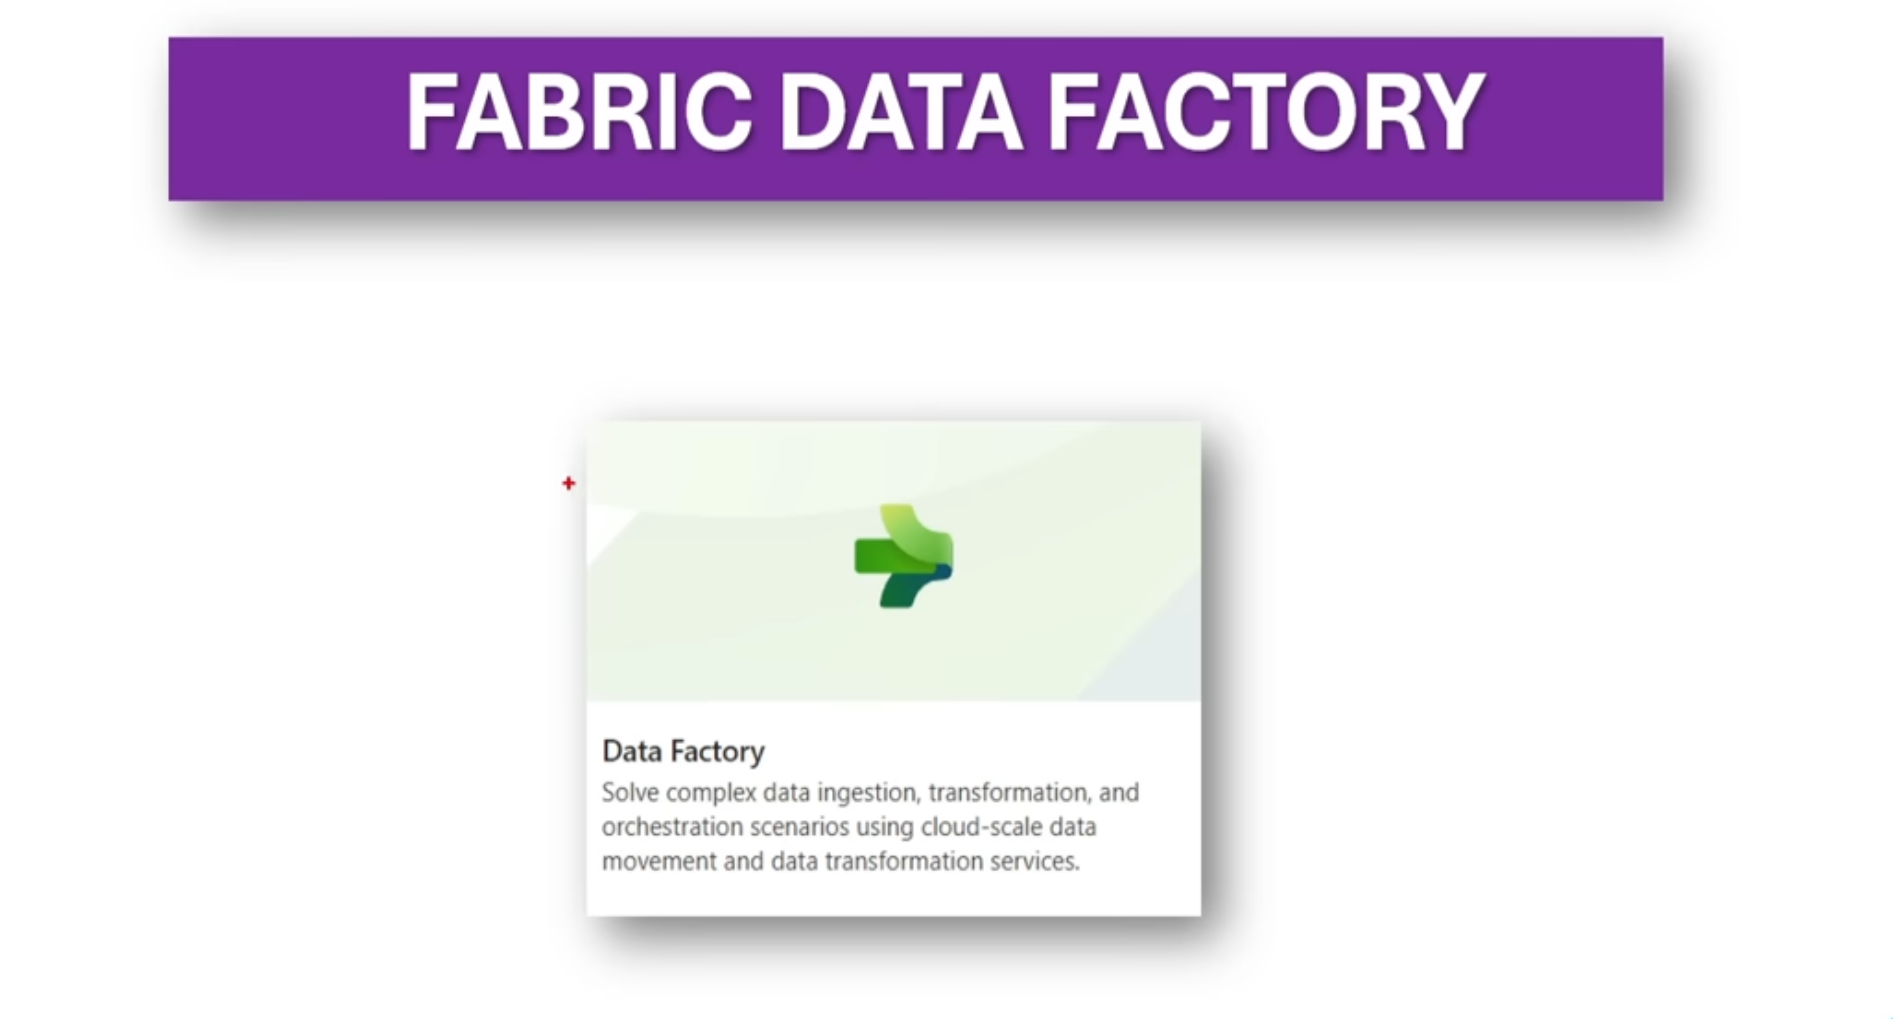 FABRIC DATA FACTORY
Data Factory
Solve complex data ingestion, transformation, and
orchestration scenarios using cloud-scale data
movement and data transformation services.